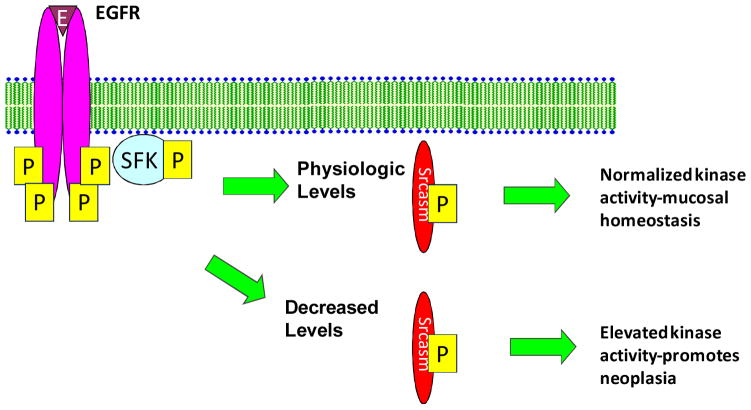 E
EGFR
P
P
P
P
SFK
P
Physiologic
Levels
Srcasm
P
Normalized kinase
activity-mucosal
homeostasis
Decreased
Levels
Srcasm
P
Elevated kinase
activity-promotes
neoplasia